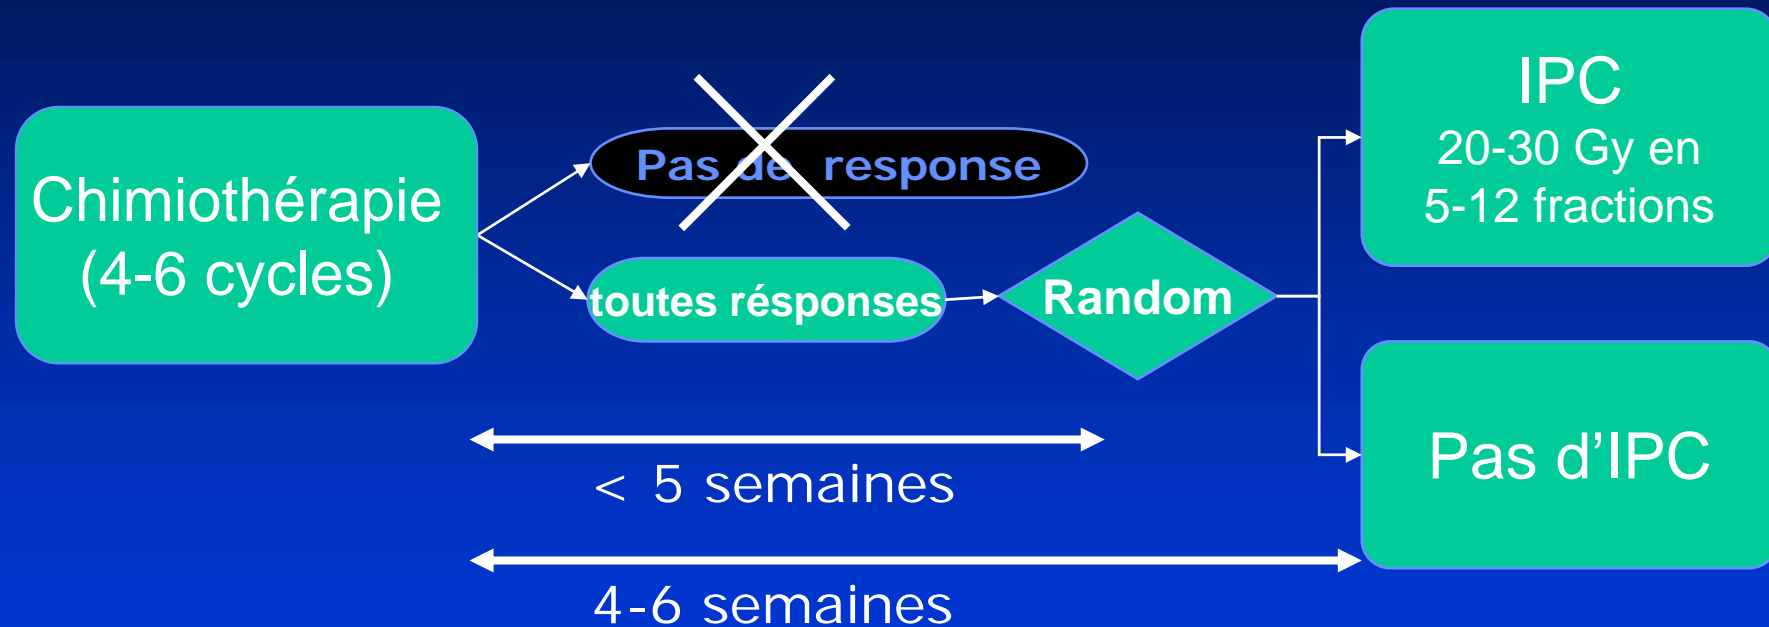 Chimiothérapie
(4-6 cycles)
Pas de response
toutes résponses
Random
IPC
20-30 Gy en
5-12 fractions
Pas d'IPC
< 5 semaines
4-6 semaines